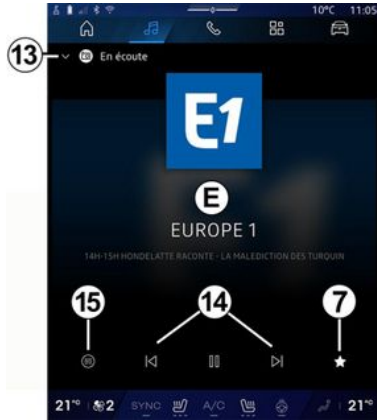 10°C 11:05
13
En écoute
E1
E
EUROPE 1
14H-15H HONDELATTE RACONTE - LA MALEDICTION DES TURQUIN
15
14
7
21°C 2 SYNC A/C 21°C